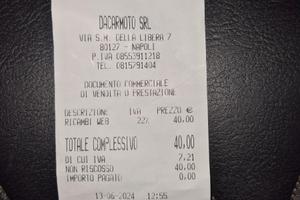 DACARMOTO SRL
VIA S.M. DELLA LIBERA 7
80127 - NAPOLI
P.IVA 08553911218
TEL. 0815791404
DOCUMENTO COMMERCIALE
DI VENDITA O PRESTAZIONE
DESCRIZIONE IVA PREZZO €
RICAMBI WEB 22% 40,00
TOTALE COMPLESSIVO 40,00
DI CUI IVA 7,21
NON RISCOSSO 40,00
IMPORTO PAGATO 0,00
13-06-2024 12:55